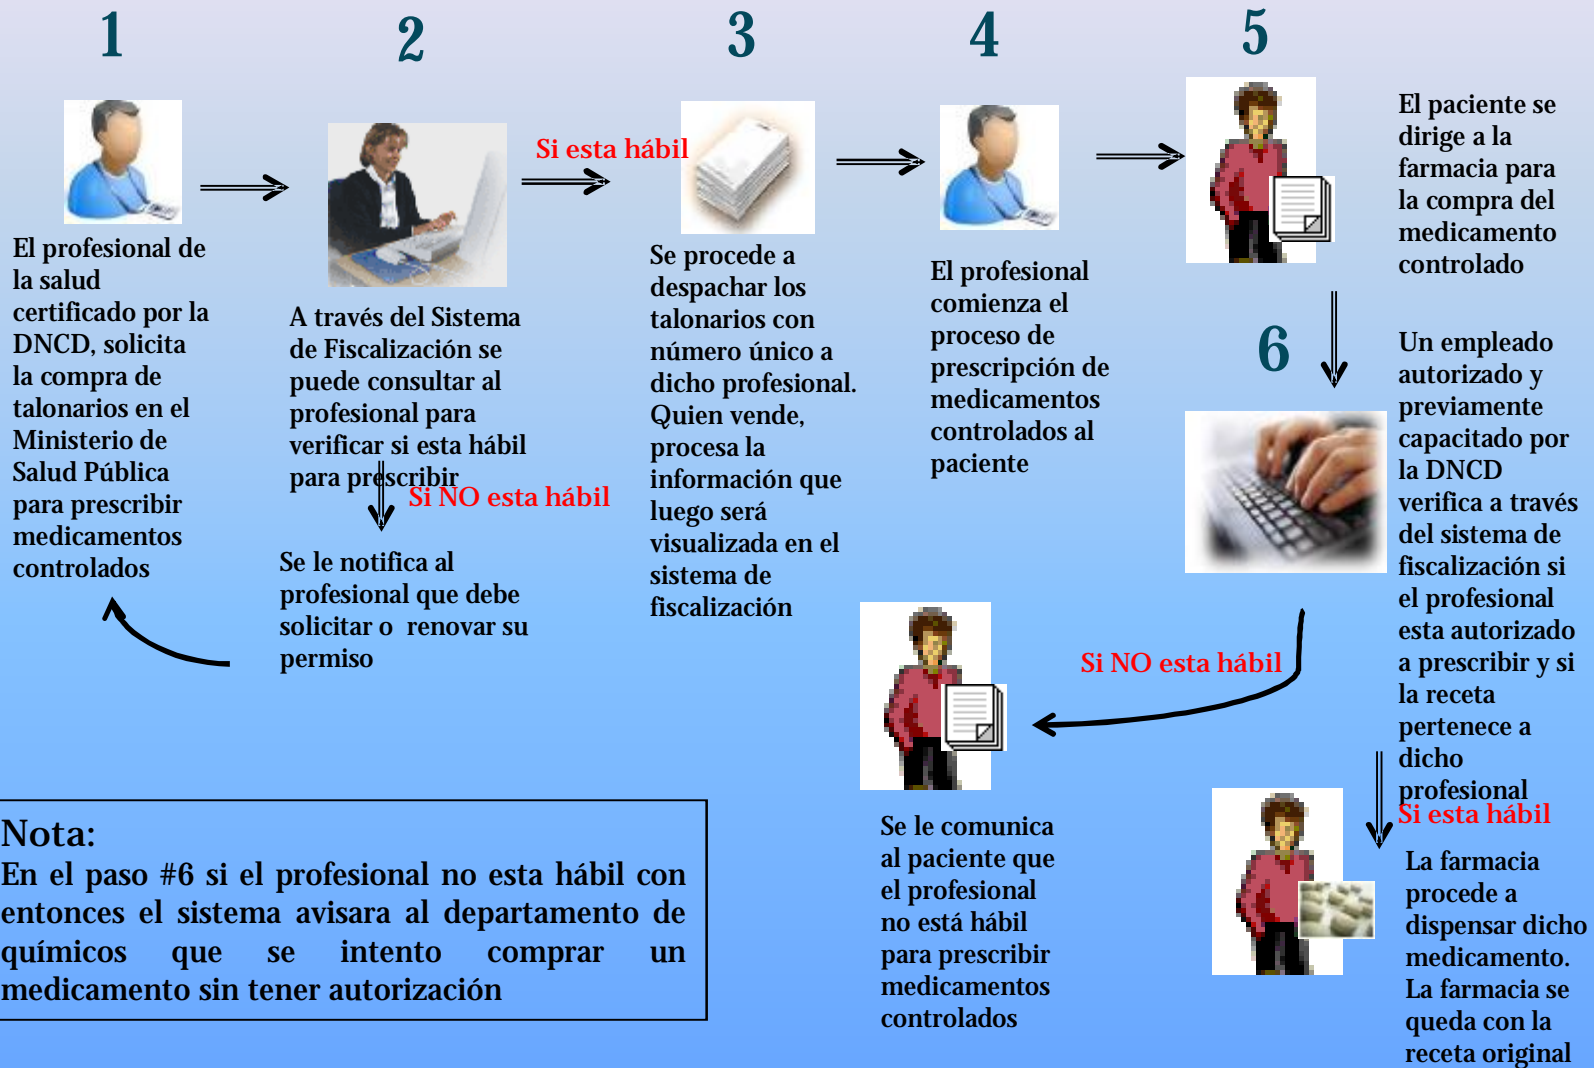 1
El profesional de
la salud
certificado por la
DNCD, solicita
la compra de
talonarios en el
Ministerio de
Salud Pública
para prescribir
medicamentos
controlados
2
A través del Sistema
de Fiscalización se
puede consultar al
profesional para
verificar si esta hábil
para prescribir
Si NO esta hábil
Se le notifica al
profesional que debe
solicitar o renovar su
permiso
Si esta hábil
3
Se procede a
despachar los
talonarios con
número único a
dicho profesional.
Quien vende,
procesa la
información que
luego será
visualizada en el
sistema de
fiscalización
4
El profesional
comienza el
proceso de
prescripción de
medicamentos
controlados al
paciente
5
El paciente se
dirige a la
farmacia para
la compra del
medicamento
controlado
6
Un empleado
autorizado y
previamente
capacitado por
la DNCD
verifica a través
del sistema de
fiscalización si
el profesional
esta autorizado
a prescribir y si
la receta
pertenece a
dicho
profesional
Si NO esta hábil
Se le comunica
al paciente que
el profesional
no está hábil
para prescribir
medicamentos
controlados
Si esta hábil
La farmacia
procede a
dispensar dicho
medicamento.
La farmacia se
queda con la
receta original
Nota:
En el paso #6 si el profesional no esta hábil con
entonces el sistema avisara al departamento de
químicos que se intento comprar un
medicamento sin tener autorización